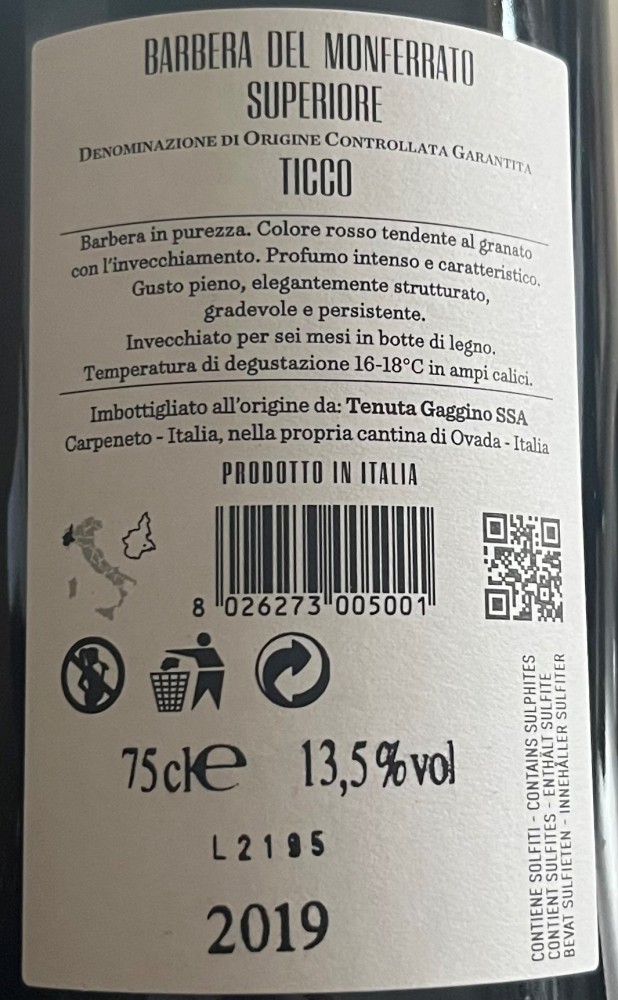 BARBERA DEL MONFERRATO
SUPERIORE
DENOMINAZIONE DI ORIGINE CONTROLLATA GARANTITA
TICCO
Barbera in purezza. Colore rosso tendente al granato
con l'invecchiamento. Profumo intenso e caratteristico.
Gusto pieno, elegantemente strutturato,
gradevole e persistente.
Invecchiato per sei mesi in botte di legno.
Temperatura di degustazione 16-18°C in ampi calici.
Imbottigliato all'origine da: Tenuta Gaggino SSA
Carpeneto - Italia, nella propria cantina di Ovada - Italia
PRODOTTO IN ITALIA
8 026273 005001
75cl e 13,5%vol
L2195
2019
CONTIENE SOLFITI - CONTAINS SULPHITES
CONTIENT SULFITES - ENTHÄLT SULFITE
BEVAT SULFIETEN - INNEHÅLLER SULFITER